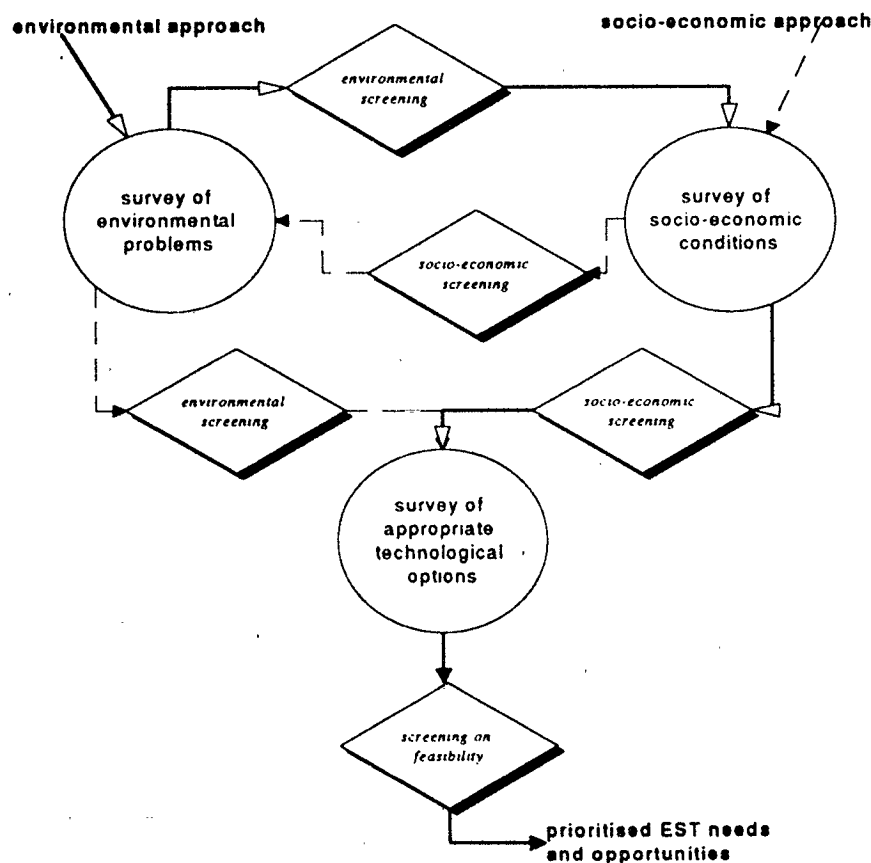 environmental approach
socio-economic approach
environmental
screening
survey of
environmental
problems
survey of
socio-economic
conditions
socio-economic
screening
environmental
screening
socio-economic
screening
survey of
appropriate
technological
options
screening on
feasibility
prioritised EST needs
and opportunities